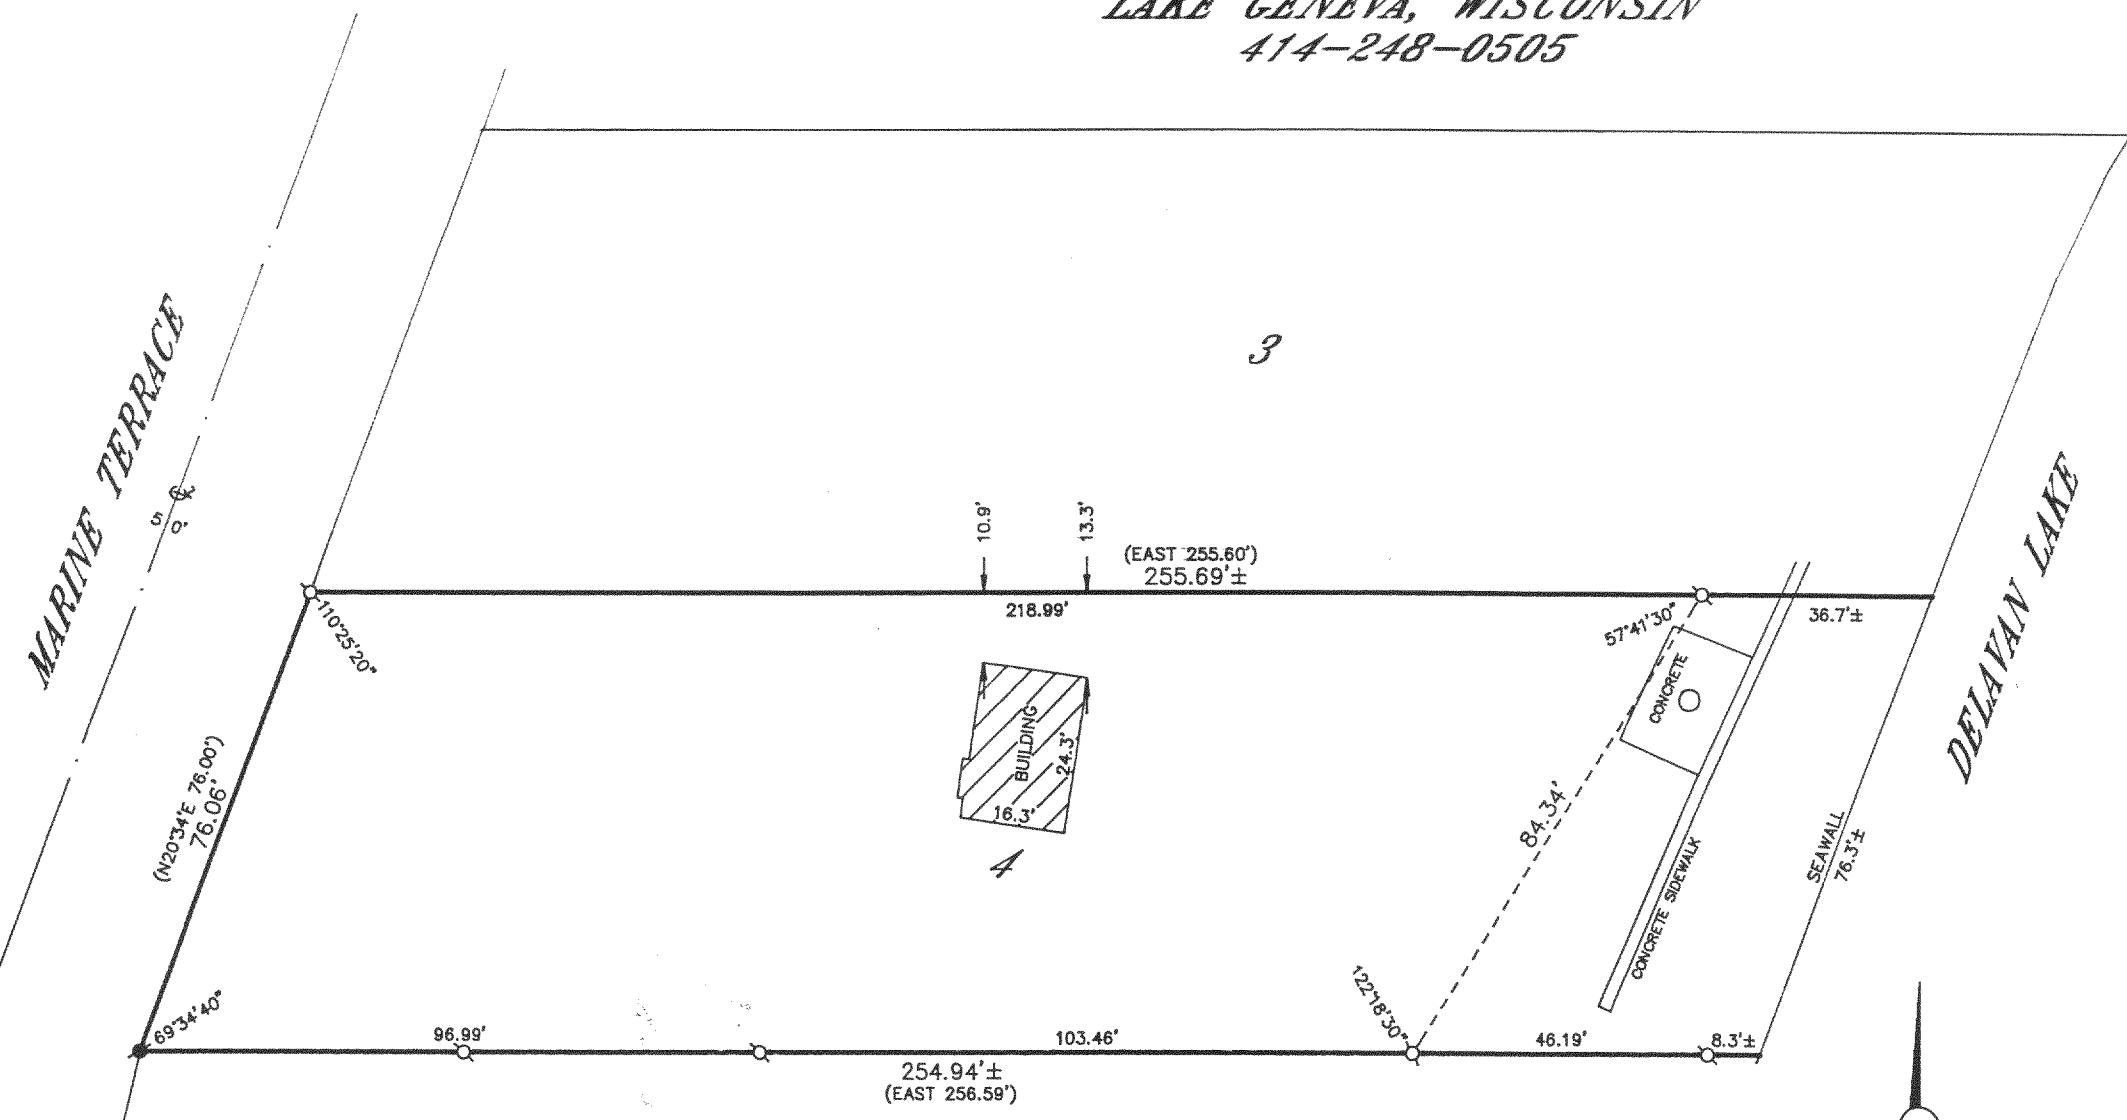 LAKE GENEVA, WISCONSIN
414-248-0505
MARINE TERRACE
50'
3
10.9'
13.3'
(EAST 255.60')
255.69'±
218.99'
110°25'20"
57°41'30"
36.7'±
DELAVAN LAKE
CONCRETE
BUILDING
24.3'
16.3'
4
(N20°34'E 76.00')
76.06'
84.34'
SEAWALL
76.3'±
CONCRETE SIDEWALK
69°34'40"
96.99'
103.46'
122°18'30"
46.19'
8.3'±
254.94'±
(EAST 256.59')